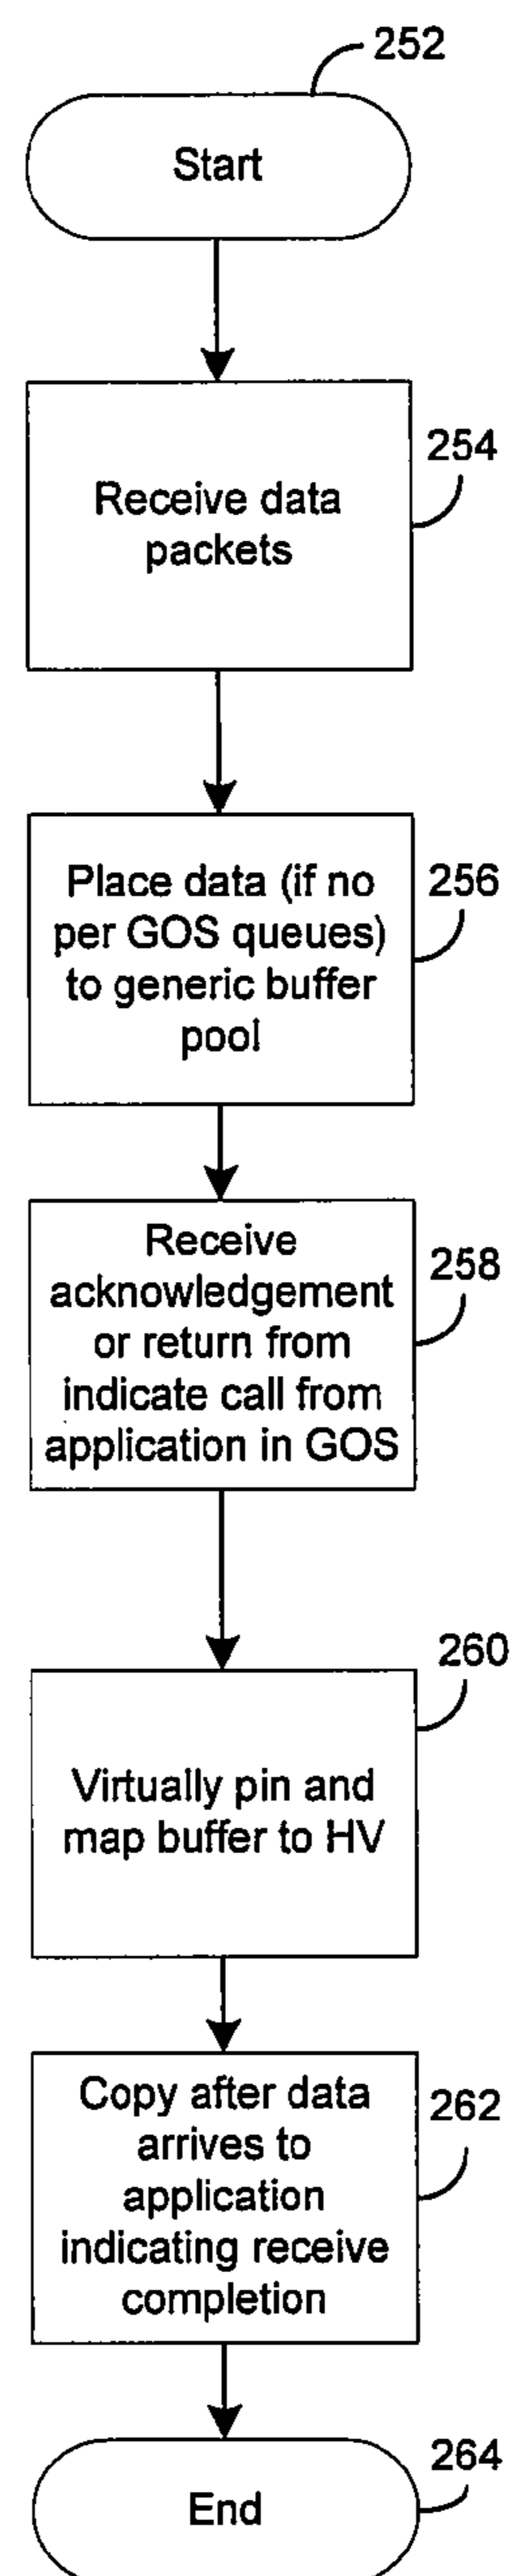 252
Start
254
Receive data
packets
256
Place data (if no
per GOS queues)
to generic buffer
pool
258
Receive
acknowledgement
or return from
indicate call from
application in GOS
260
Virtually pin and
map buffer to HV
262
Copy after data
arrives to
application
indicating receive
completion
264
End